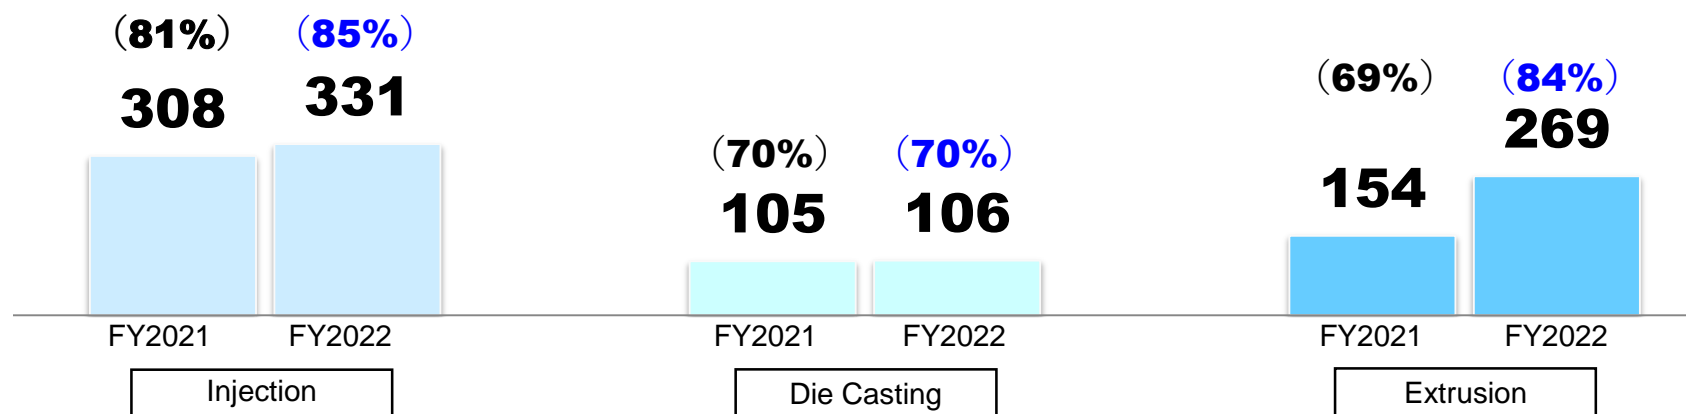 （81%）
（85%）
308
331
（70%）
（70%）
105
106
（69%）
（84%）
154
269
FY2021
FY2022
FY2021
FY2022
FY2021
FY2022
Injection
Die Casting
Extrusion